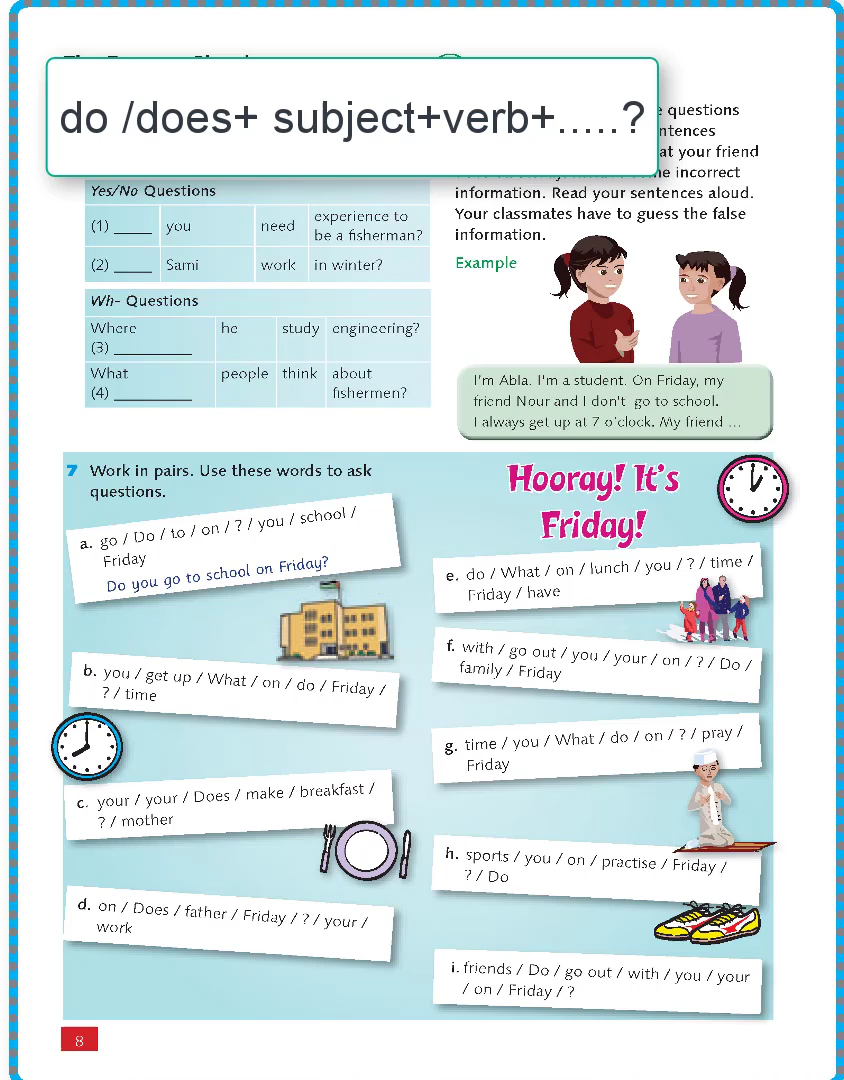 do /does+ subject+verb+.....?
questions
ntences
at your friend
incorrect
information. Read your sentences aloud.
Your classmates have to guess the false
information.
Example
Yes/No Questions
(1) _____ you need experience to
be a fisherman?
(2) _____ Sami work in winter?
Wh- Questions
Where he study engineering?
(3) __________
What people think about
(4) __________ fishermen?
I'm Abla. I'm a student. On Friday, my
friend Nour and I don't go to school.
I always get up at 7 o'clock. My friend ...
7 Work in pairs. Use these words to ask
questions.
Hooray! It's
Friday!
a. go / Do / to / on / ? / you / school /
Friday
Do you go to school on Friday?
b. you / get up / What / on / do / Friday /
? / time
c. your / your / Does / make / breakfast /
? / mother
d. on / Does / father / Friday / ? / your /
work
e. do / What / on / lunch / you / ? / time /
Friday / have
f. with / go out / you / your / on / ? / Do /
family / Friday
g. time / you / What / do / on / ? / pray /
Friday
h. sports / you / on / practise / Friday /
? / Do
i. friends / Do / go out / with / you / your
/ on / Friday / ?
8